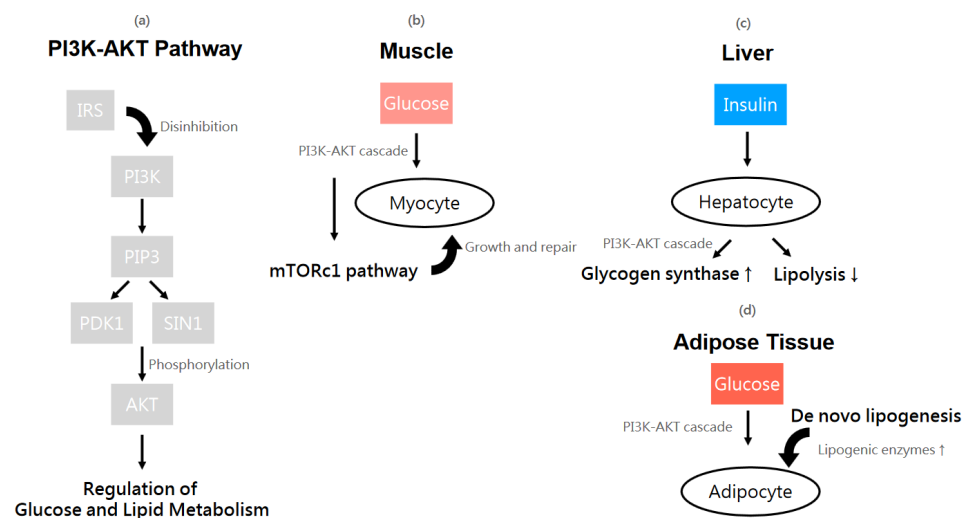 (a)
PI3K-AKT Pathway
IRS
Disinhibition
PI3K
PIP3
PDK1
SIN1
Phosphorylation
AKT
Regulation of
Glucose and Lipid Metabolism
(b)
Muscle
Glucose
PI3K-AKT cascade
Myocyte
Growth and repair
mTORc1 pathway
(c)
Liver
Insulin
Hepatocyte
PI3K-AKT cascade
Glycogen synthase ↑
Lipolysis ↓
(d)
Adipose Tissue
Glucose
PI3K-AKT cascade
De novo lipogenesis
Lipogenic enzymes ↑
Adipocyte